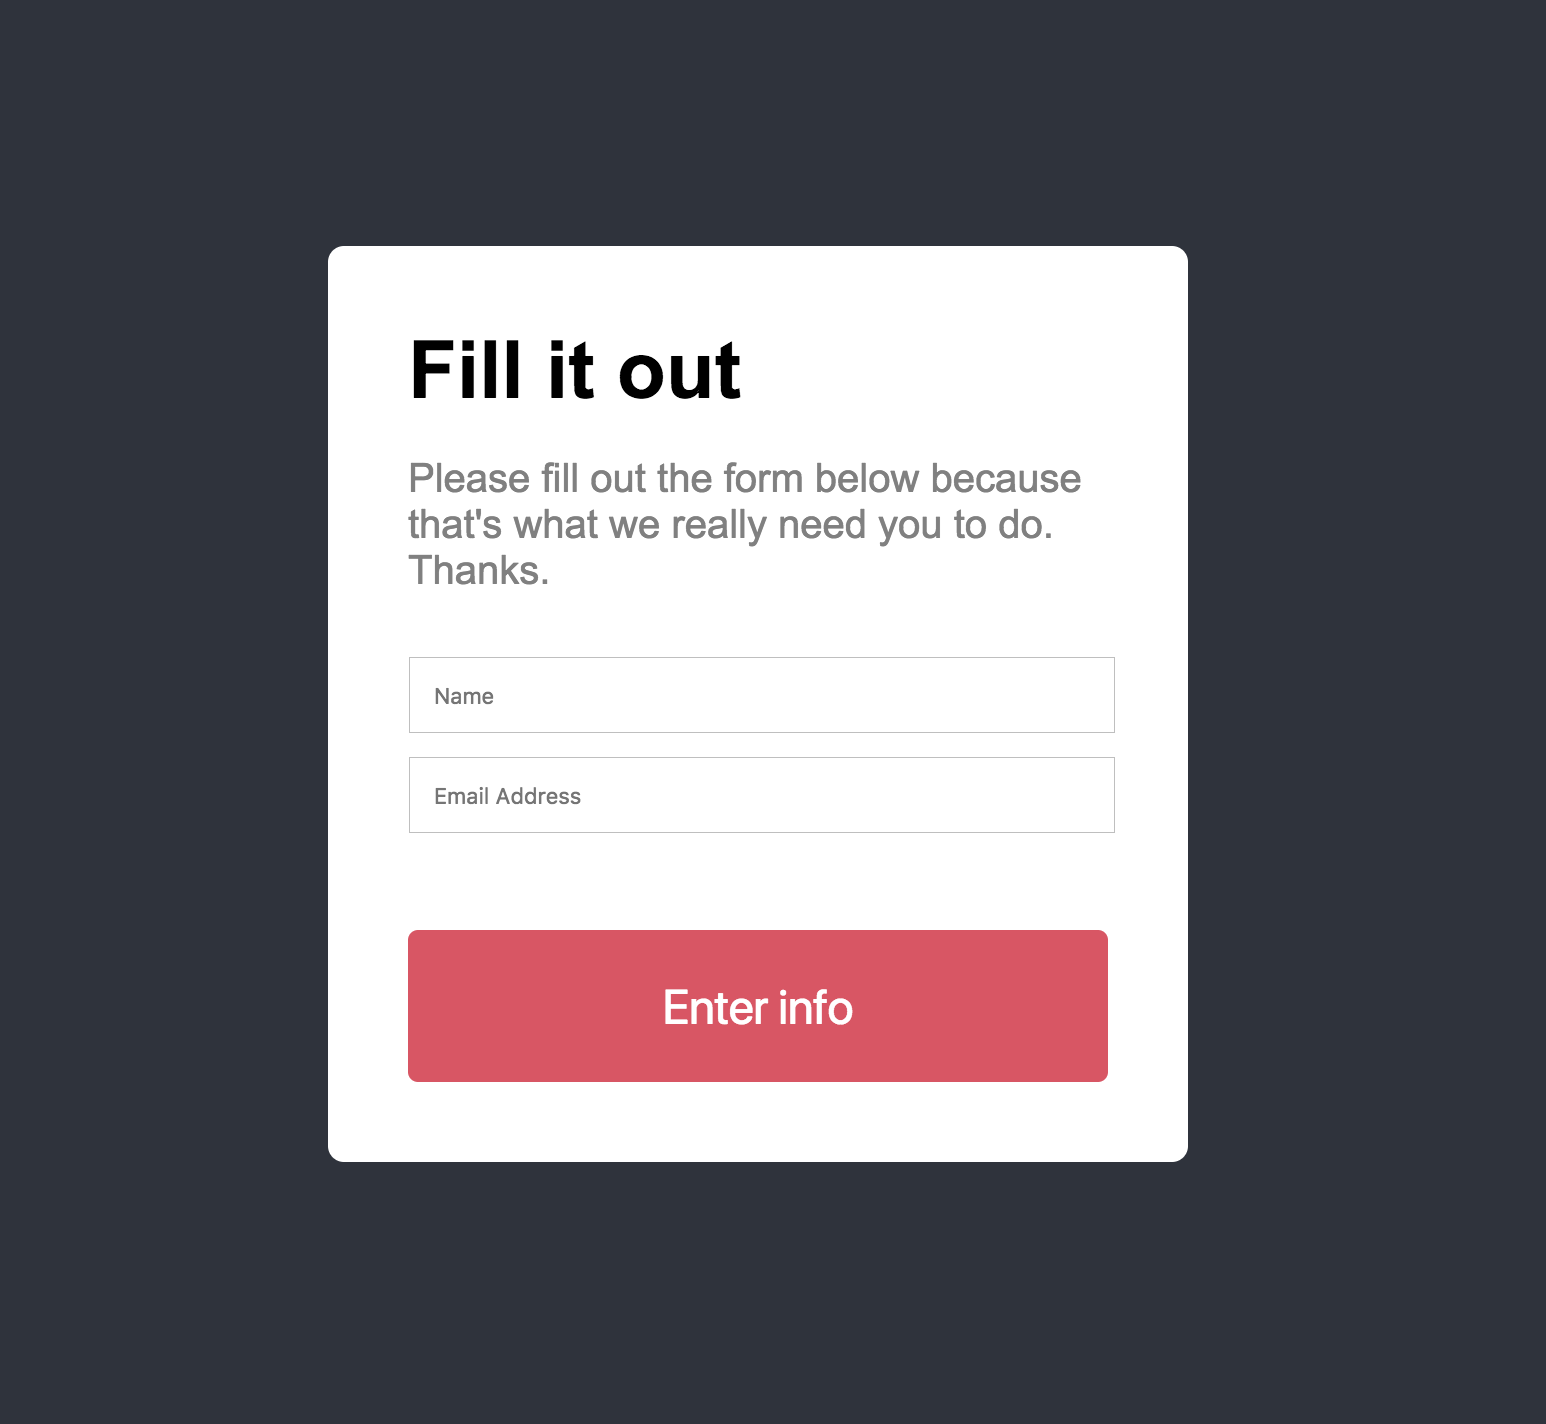 Fill it out
Please fill out the form below because
that's what we really need you to do.
Thanks.
Name
Email Address
Enter info